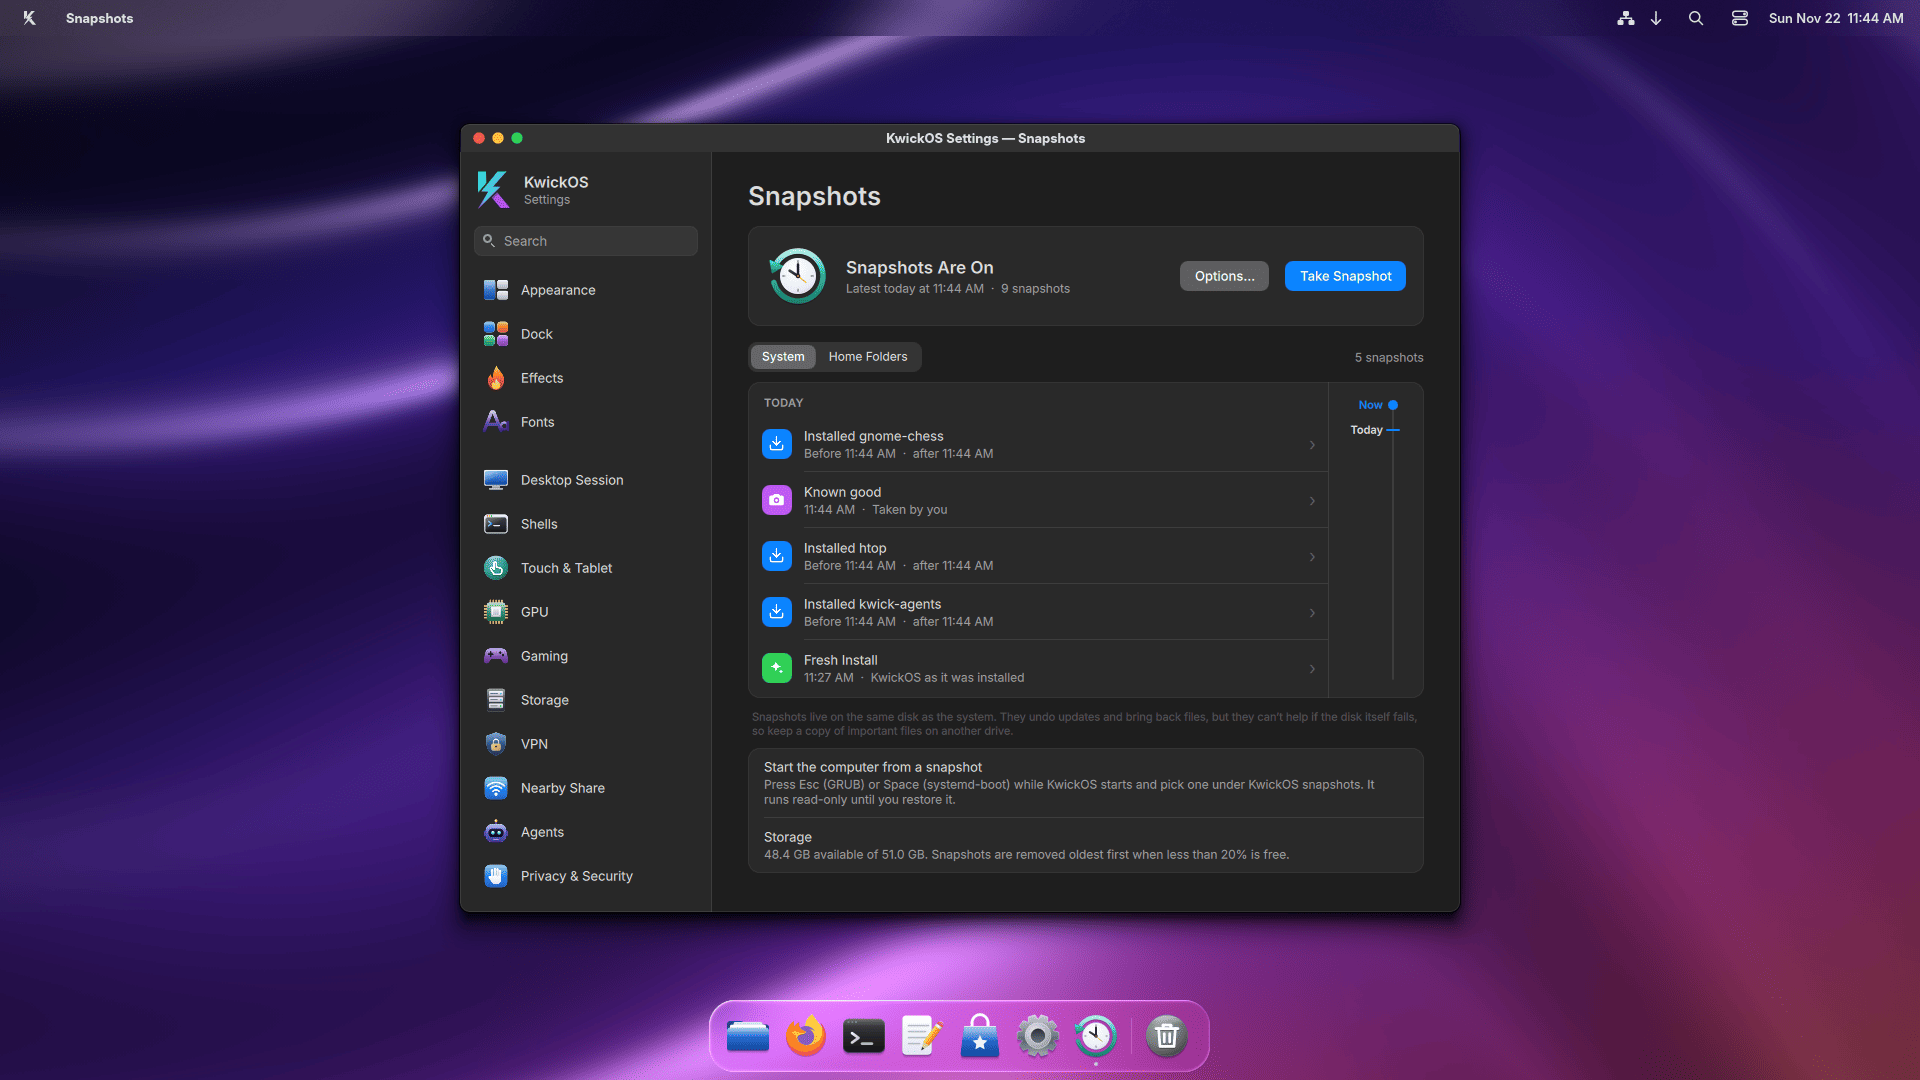 Snapshots
Sun Nov 22 11:44 AM
KwickOS Settings — Snapshots
KwickOS
Settings
Search
Appearance
Dock
Effects
Fonts
Desktop Session
Shells
Touch & Tablet
GPU
Gaming
Storage
VPN
Nearby Share
Agents
Privacy & Security
Snapshots
Snapshots Are On
Latest today at 11:44 AM · 9 snapshots
Options...
Take Snapshot
System
Home Folders
5 snapshots
TODAY
Installed gnome-chess
Before 11:44 AM · after 11:44 AM
Known good
11:44 AM · Taken by you
Installed htop
Before 11:44 AM · after 11:44 AM
Installed kwick-agents
Before 11:44 AM · after 11:44 AM
Fresh Install
11:27 AM · KwickOS as it was installed
Now
Today
Snapshots live on the same disk as the system. They undo updates and bring back files, but they can't help if the disk itself fails,
so keep a copy of important files on another drive.
Start the computer from a snapshot
Press Esc (GRUB) or Space (systemd-boot) while KwickOS starts and pick one under KwickOS snapshots. It
runs read-only until you restore it.
Storage
48.4 GB available of 51.0 GB. Snapshots are removed oldest first when less than 20% is free.